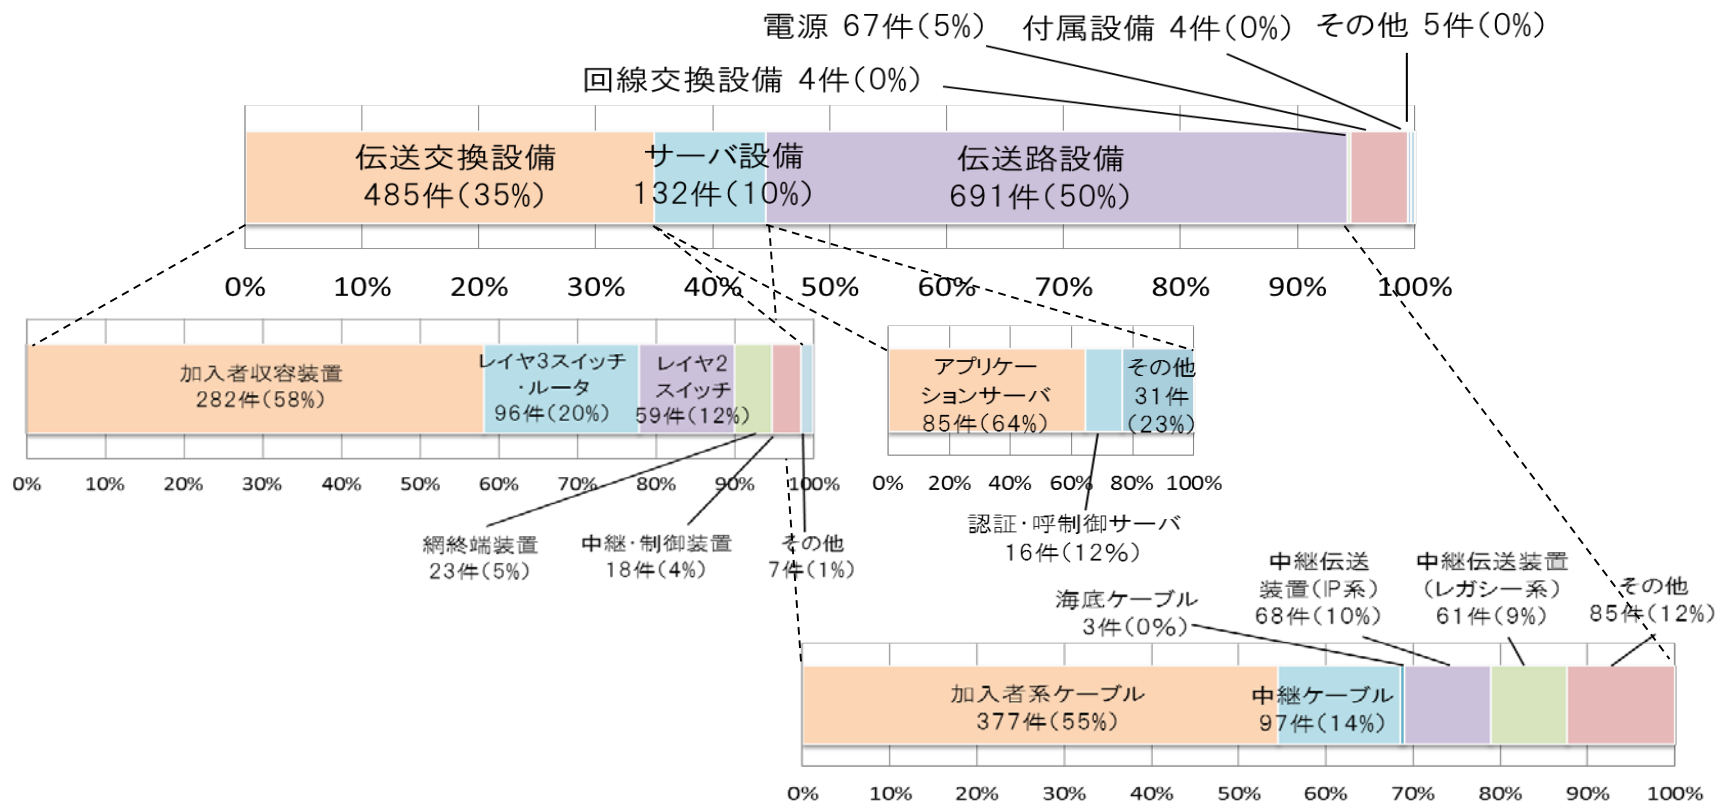 電源 67件(5%)
付属設備 4件(0%)
その他 5件(0%)
回線交換設備 4件(0%)
伝送交換設備
485件(35%)
サーバ設備
132件(10%)
伝送路設備
691件(50%)
0% 10% 20% 30% 40% 50% 60% 70% 80% 90% 100%
加入者収容装置
282件(58%)
レイヤ3スイッチ
・ルータ
96件(20%)
レイヤ2
スイッチ
59件(12%)
0% 10% 20% 30% 40% 50% 60% 70% 80% 90% 100%
網終端装置
23件(5%)
中継・制御装置
18件(4%)
その他
7件(1%)
アプリケー
ションサーバ
85件(64%)
その他
31件
(23%)
0% 20% 40% 60% 80% 100%
認証・呼制御サーバ
16件(12%)
海底ケーブル
3件(0%)
中継伝送
装置(IP系)
68件(10%)
中継伝送装置
(レガシー系)
61件(9%)
その他
85件(12%)
加入者系ケーブル
377件(55%)
中継ケーブル
97件(14%)
0% 10% 20% 30% 40% 50% 60% 70% 80% 90% 100%